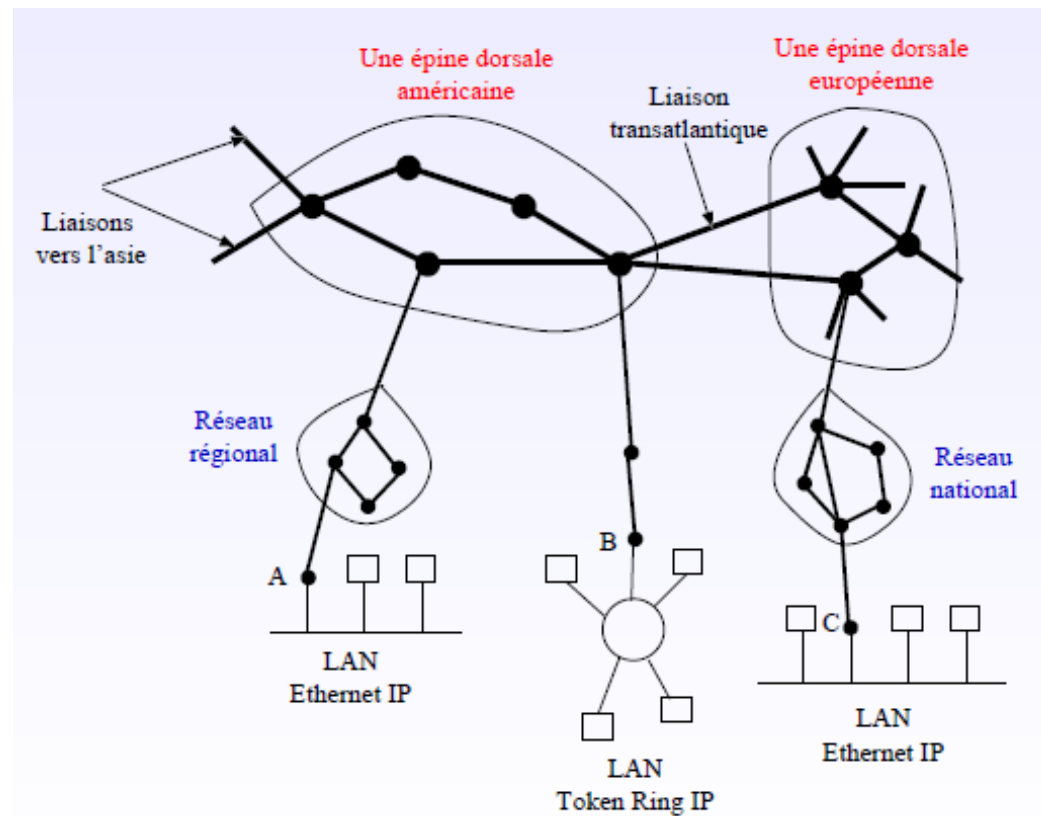 Une épine dorsale
américaine
Une épine dorsale
européenne
Liaison
transatlantique
Liaisons
vers l'asie
Réseau
régional
Réseau
national
A
B
C
LAN
Ethernet IP
LAN
Token Ring IP
LAN
Ethernet IP